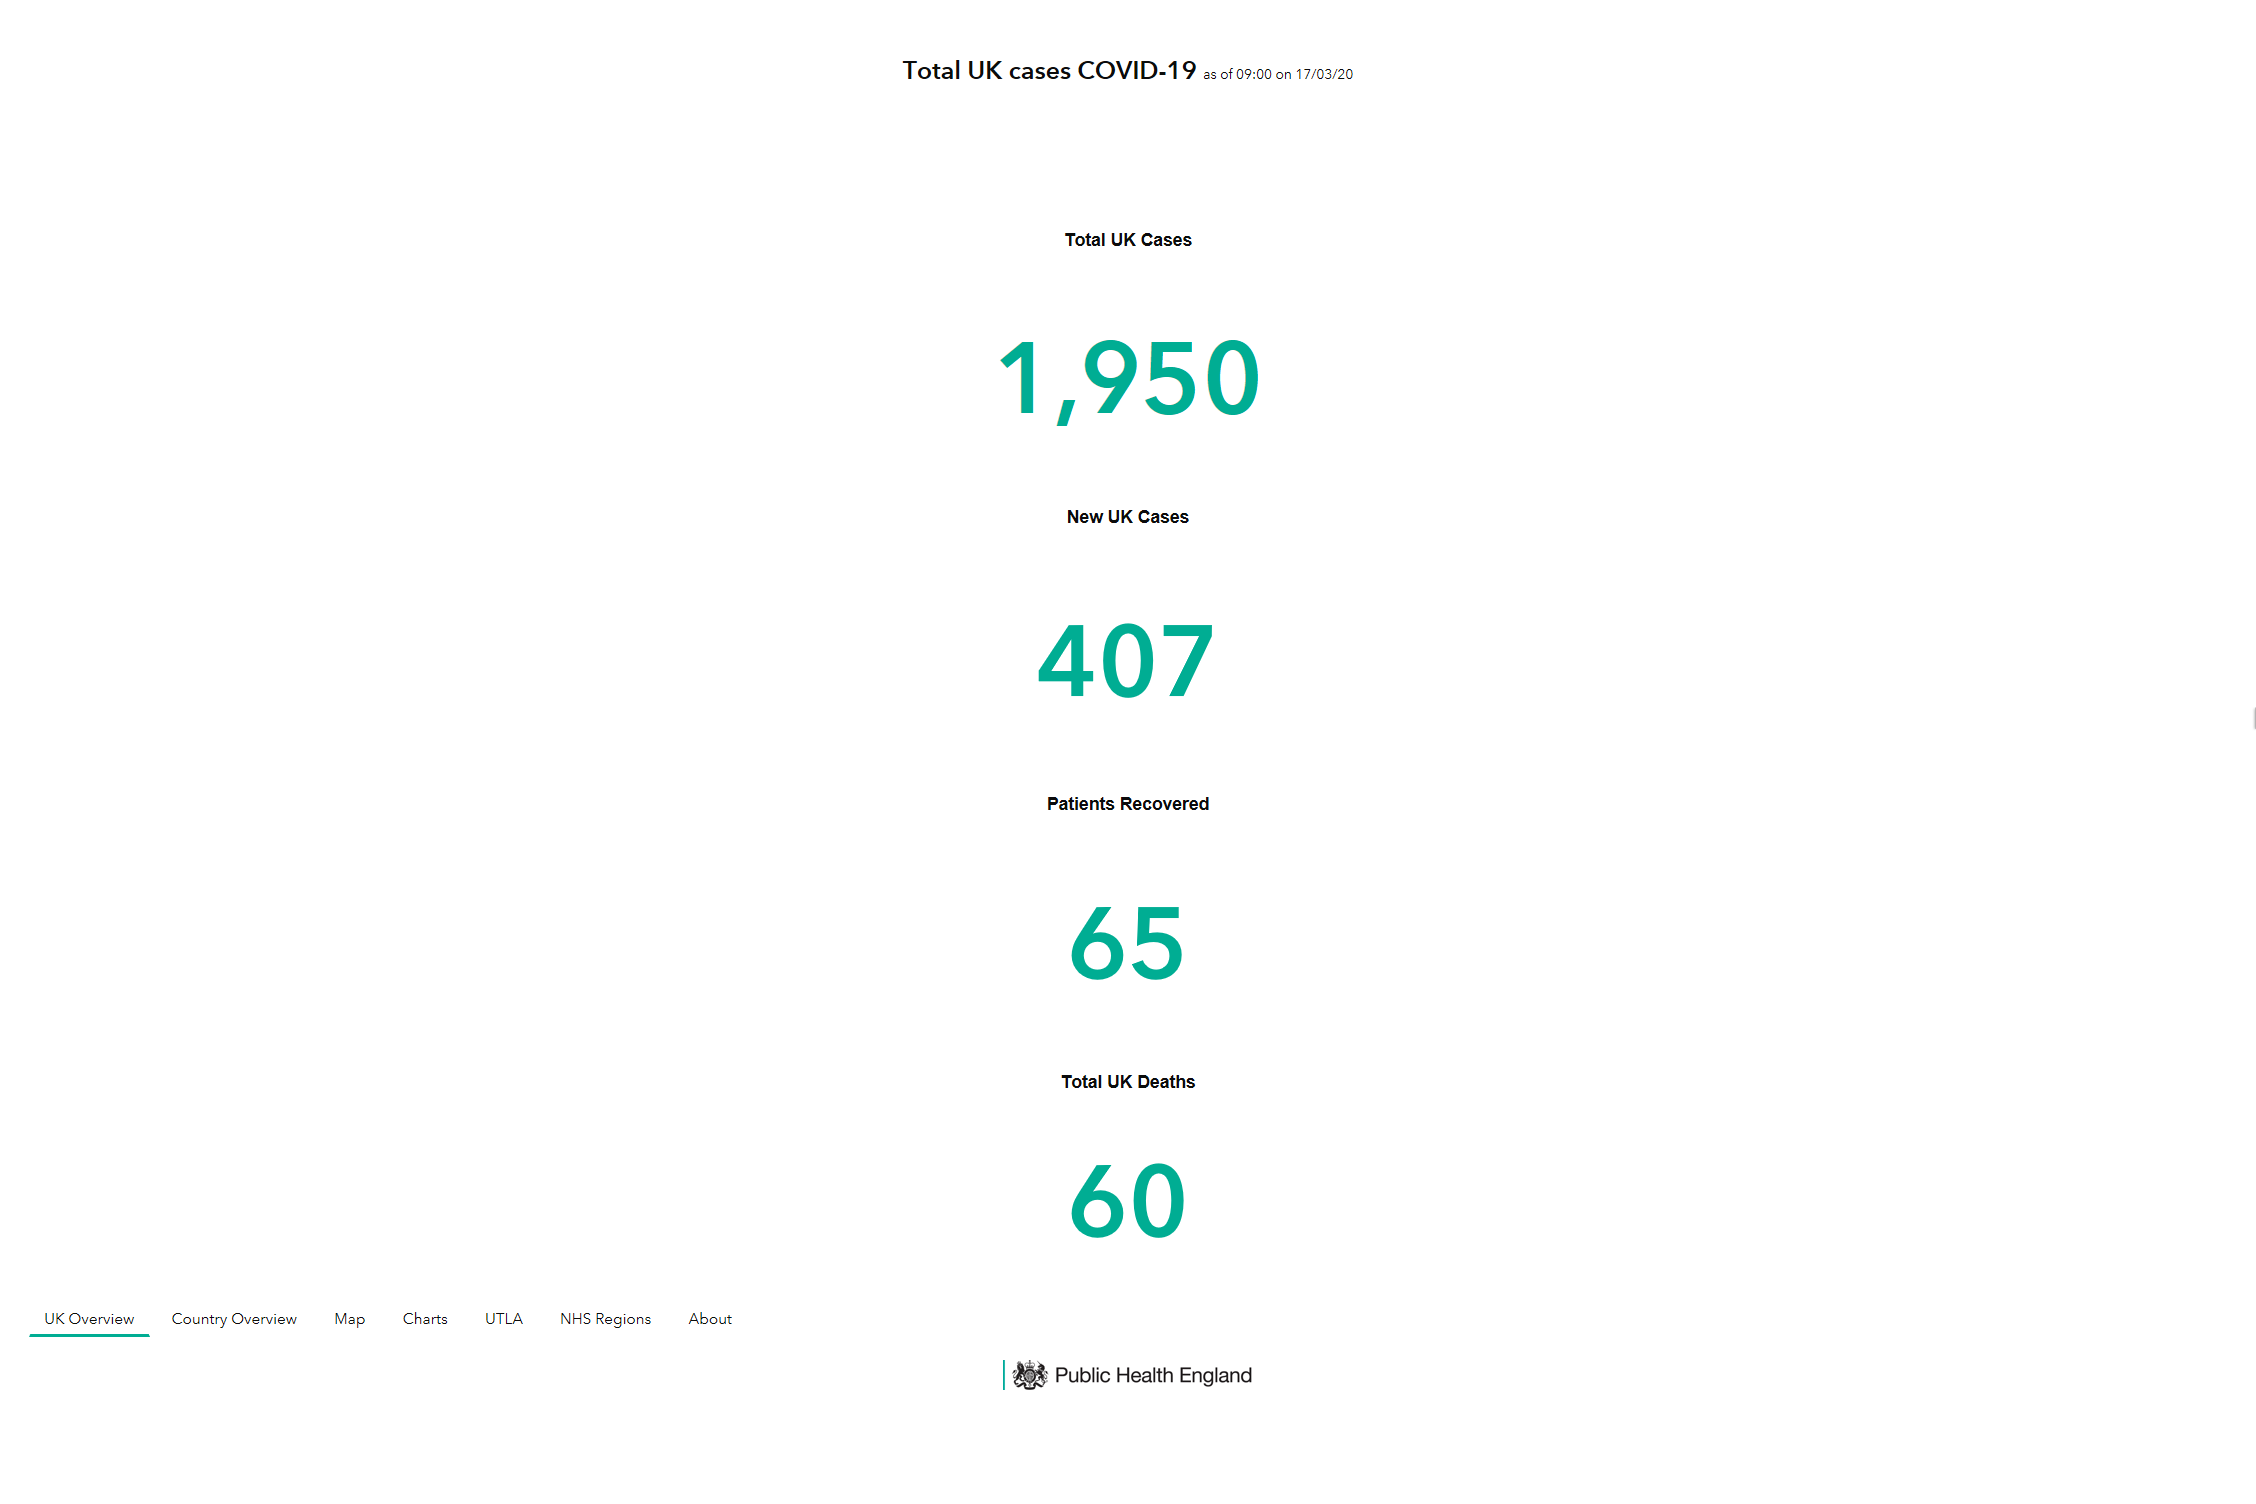 Total UK cases COVID-19 as of 09:00 on 17/03/20
Total UK Cases
1,950
New UK Cases
407
Patients Recovered
65
Total UK Deaths
60
UK Overview Country Overview Map Charts UTLA NHS Regions About
Public Health England